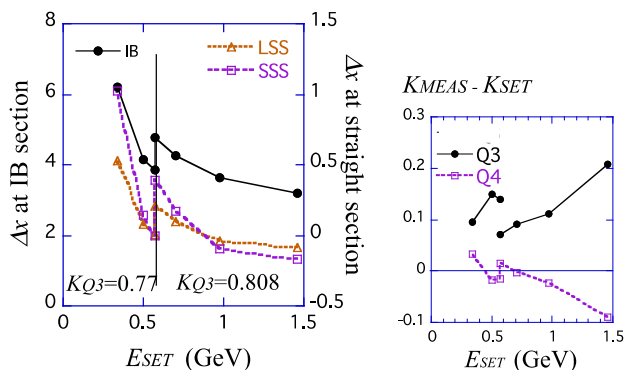 8
6
4
2
0
Δx at IB section
IB
LSS
SSS
1.5
1
0.5
0
-0.5
Δx at straight section
KQ3=0.77
KQ3=0.808
0
0.5
1
1.5
ESET (GeV)
KMEAS - KSET
0.3
0.2
0.1
0
-0.1
Q3
Q4
0
0.5
1
1.5
ESET (GeV)